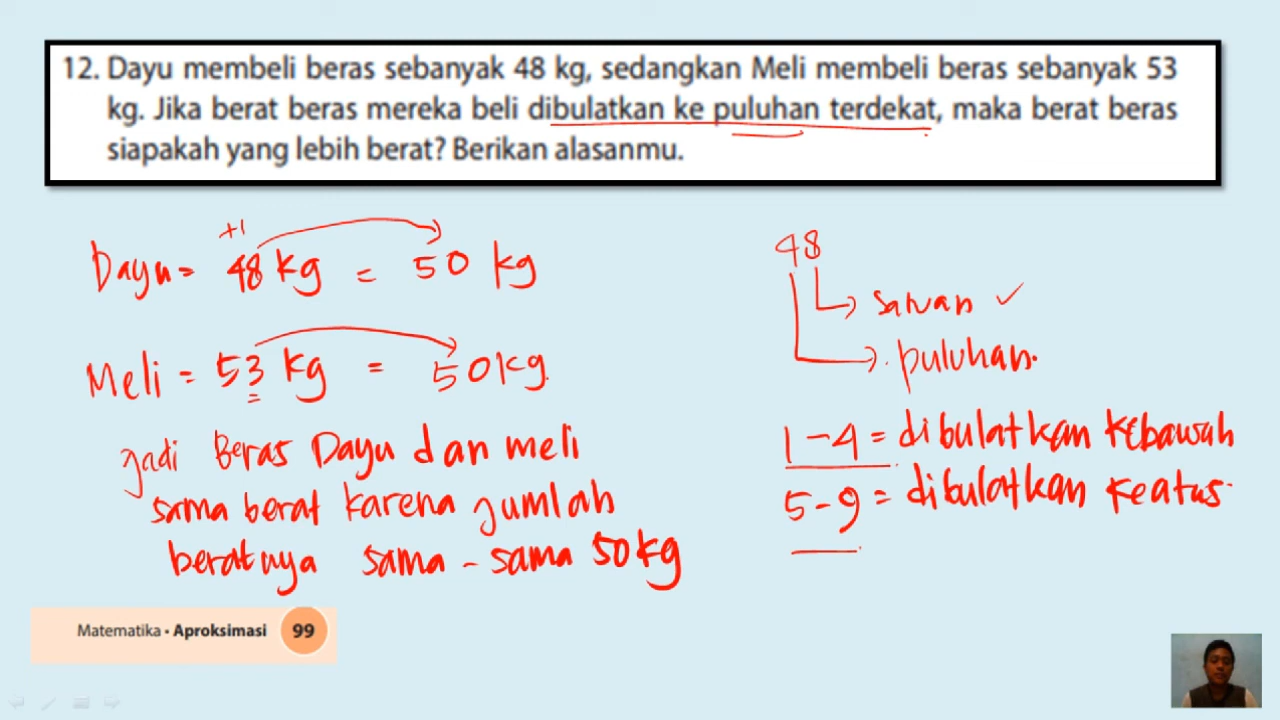 12. Dayu membeli beras sebanyak 48 kg, sedangkan Meli membeli beras sebanyak 53
kg. Jika berat beras mereka beli dibulatkan ke puluhan terdekat, maka berat beras
siapakah yang lebih berat? Berikan alasanmu.
+1
Dayu = 48 kg = 50 kg
Meli = 53 kg = 50 kg.
jadi Beras Dayu dan meli
sama berat karena jumlah
beratnya sama - sama 50 kg
48
satuan ✓
puluhan.
1 - 4 = dibulatkan kebawah
5 - 9 = dibulatkan keatas.
Matematika • Aproksimasi 99